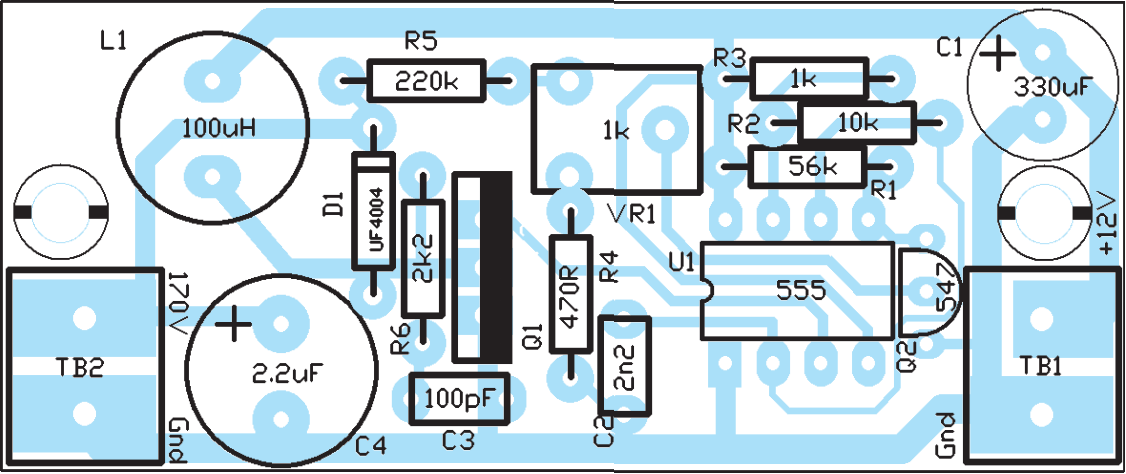 L1
R5
C1
R3
220k
1k
330uF
100uH
1k
R2
10k
56k
R1
D1
UF4004
VR1
+12V
2k2
R4
U1
170V
470R
555
547
R6
Q1
Q2
TB2
2.2uF
2n2
TB1
100pF
Gnd
C4
C3
C2
Gnd